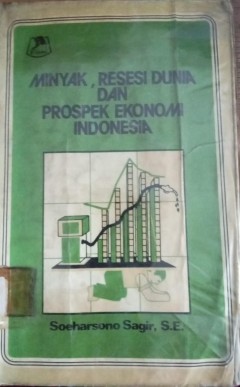 MINYAK, RESESI DUNIA
DAN
PROSPEK EKONOMI
INDONESIA
Soeharsono Sagir, S.E.